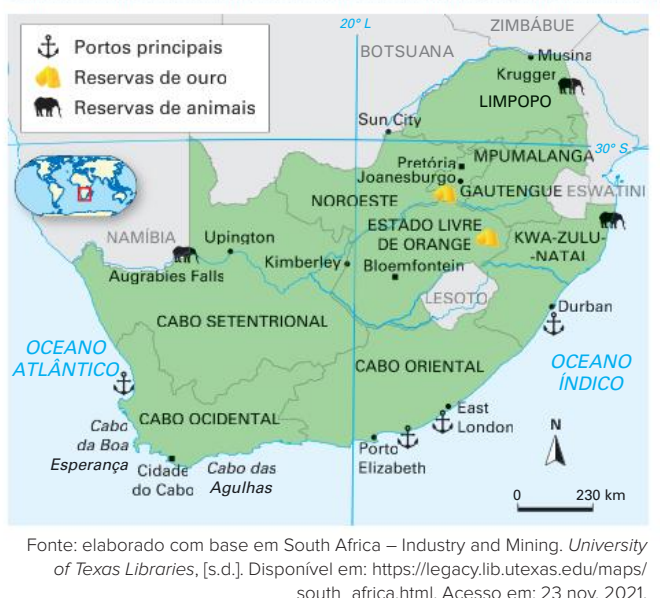 Portos principais
Reservas de ouro
Reservas de animais
20° L
ZIMBÁBUE
BOTSUANA
Musina
Krugger
LIMPOPO
Sun City
30° S
MPUMALANGA
Pretória
Joanesburgo
GAUTENGUE
ESWATINI
NOROESTE
ESTADO LIVRE
DE ORANGE
KWA-ZULU-
-NATAL
NAMÍBIA
Upington
Kimberley
Bloemfontein
Augrabies Falls
LESOTO
Durban
CABO SETENTRIONAL
OCEANO
ATLÂNTICO
CABO ORIENTAL
OCEANO
ÍNDICO
CABO OCIDENTAL
East
London
N
Cabo
da Boa
Esperança
Cidade
do Cabo
Cabo das
Agulhas
Porto
Elizabeth
0 230 km
Fonte: elaborado com base em South Africa – Industry and Mining. University
of Texas Libraries, [s.d.]. Disponível em: https://legacy.lib.utexas.edu/maps/
south_africa.html. Acesso em: 23 nov. 2021.